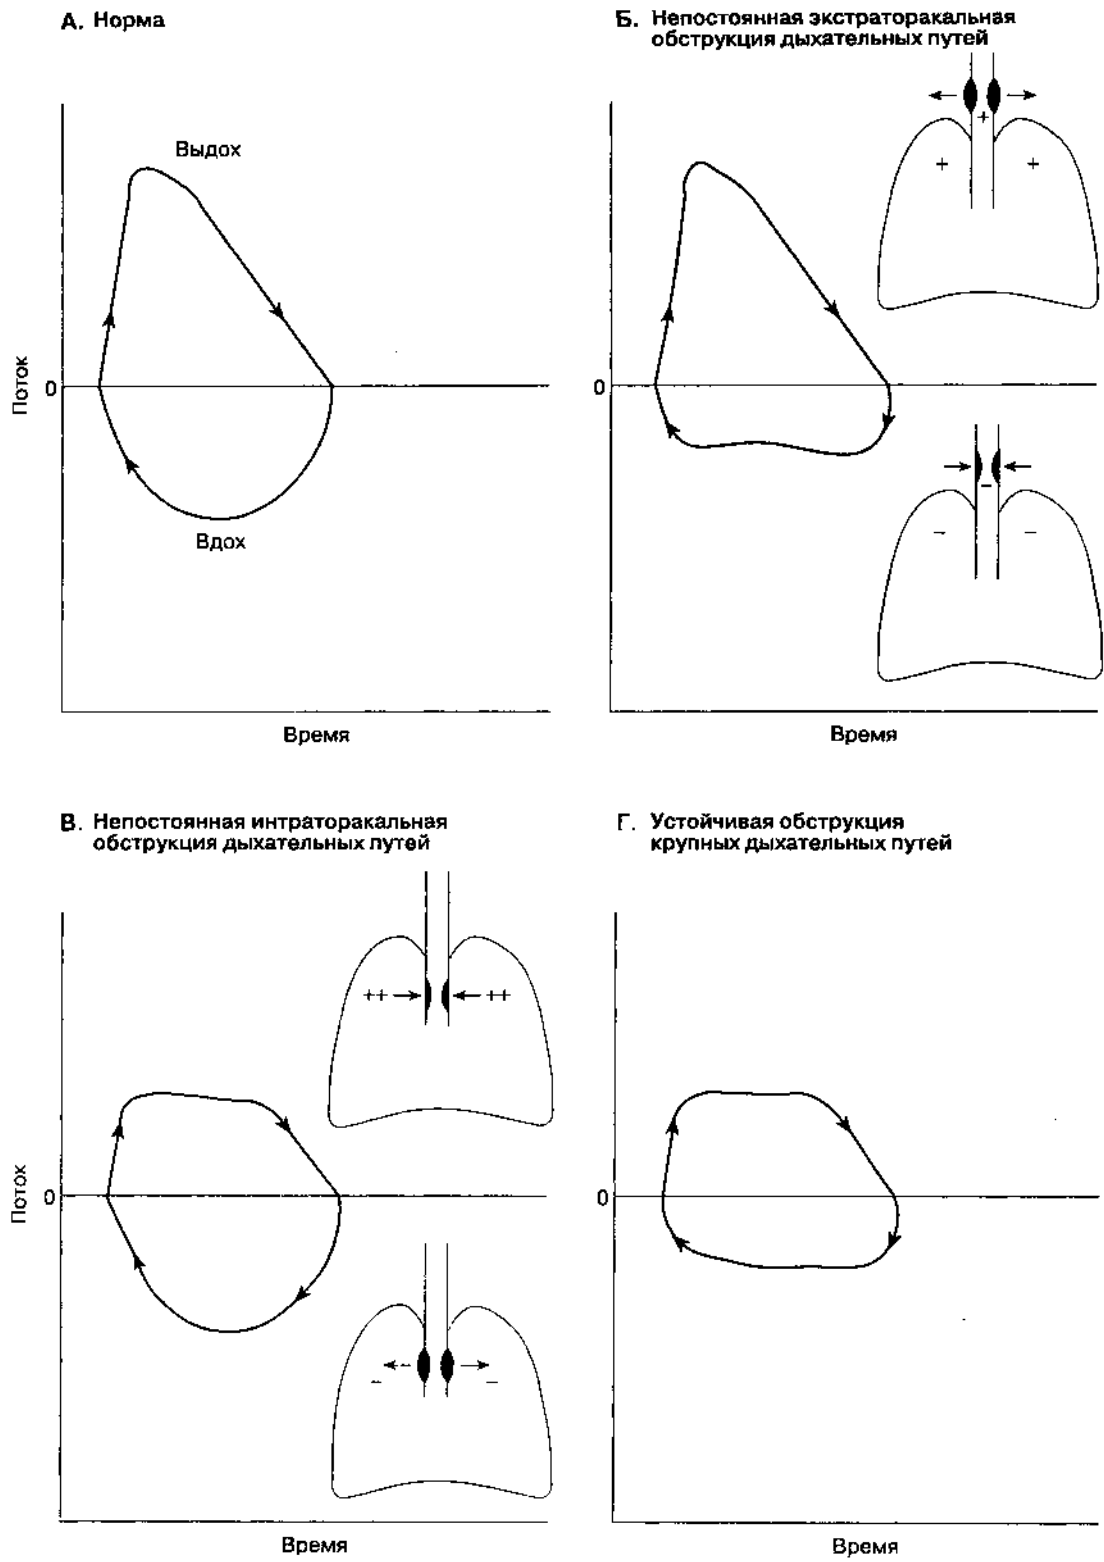 А. Норма
Б. Непостоянная экстраторакальная
обструкция дыхательных путей
+
+ +
Выдох
Поток
0
0
−
− −
Вдох
Время
Время
В. Непостоянная интраторакальная
обструкция дыхательных путей
Г. Устойчивая обструкция
крупных дыхательных путей
++ ++
Поток
0
0
− −
Время
Время